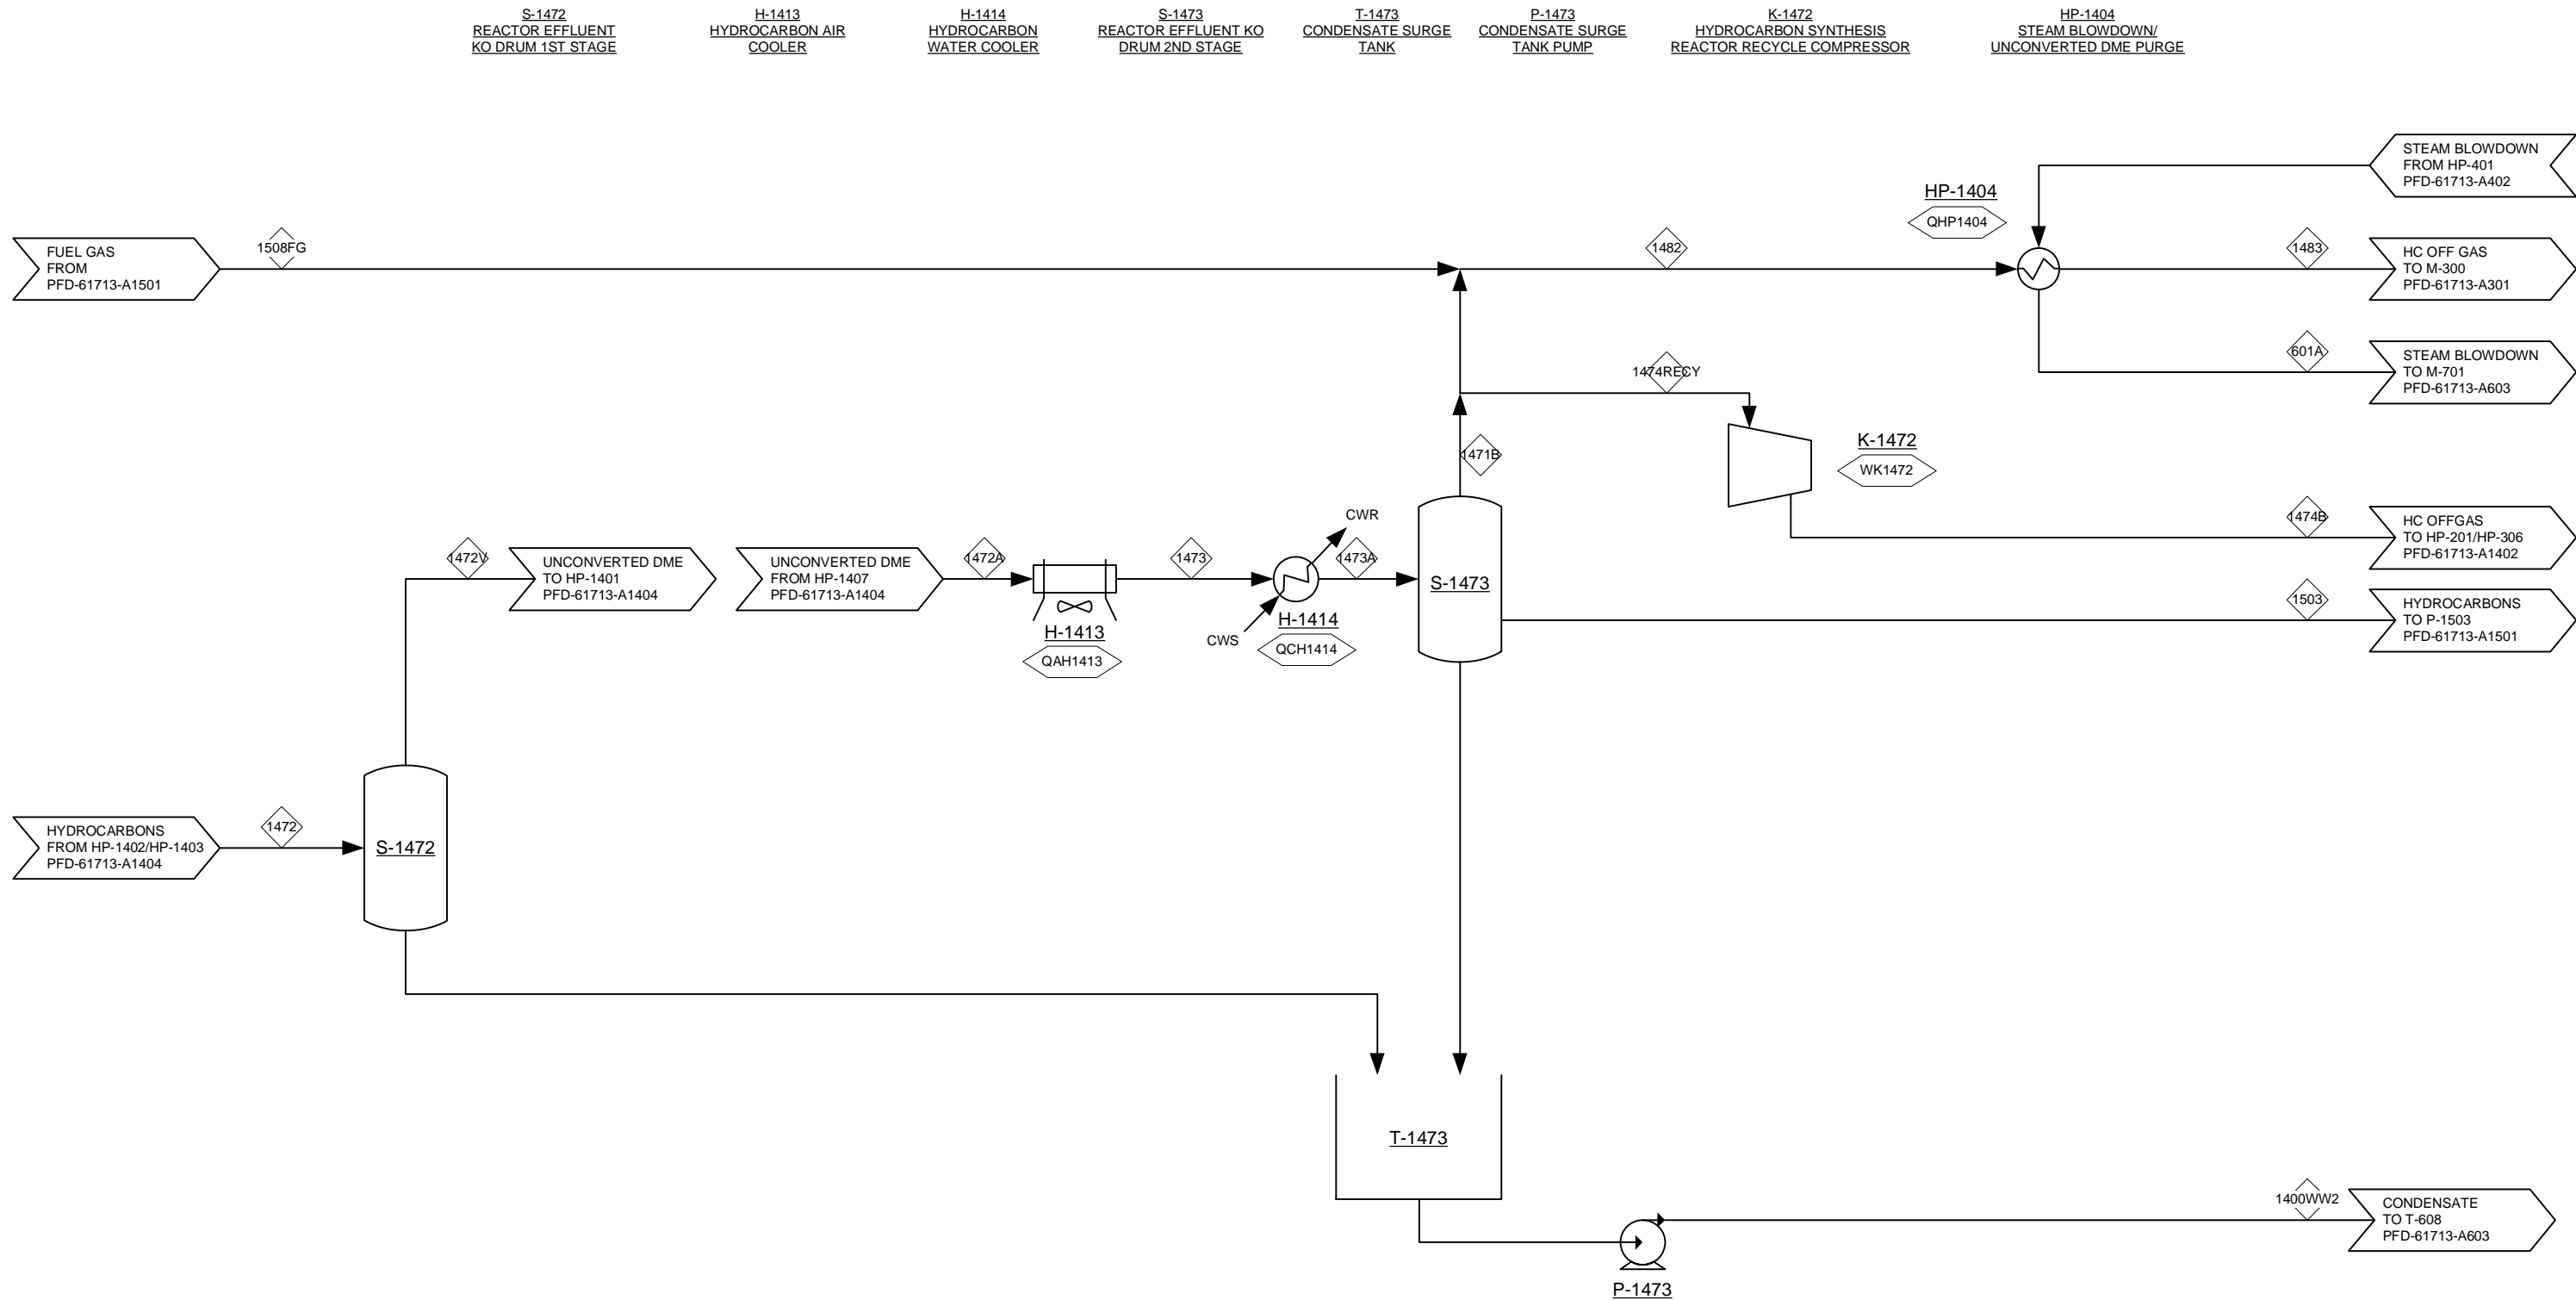 S-1472
REACTOR EFFLUENT
KO DRUM 1ST STAGE
H-1413
HYDROCARBON AIR
COOLER
H-1414
HYDROCARBON
WATER COOLER
S-1473
REACTOR EFFLUENT KO
DRUM 2ND STAGE
T-1473
CONDENSATE SURGE
TANK
P-1473
CONDENSATE SURGE
TANK PUMP
K-1472
HYDROCARBON SYNTHESIS
REACTOR RECYCLE COMPRESSOR
HP-1404
STEAM BLOWDOWN/
UNCONVERTED DME PURGE
STEAM BLOWDOWN
FROM HP-401
PFD-61713-A402
HP-1404
QHP1404
FUEL GAS
FROM
PFD-61713-A1501
1508FG
1482
1483
HC OFF GAS
TO M-300
PFD-61713-A301
601A
STEAM BLOWDOWN
TO M-701
PFD-61713-A603
1474RECY
K-1472
WK1472
1471B
1474B
HC OFFGAS
TO HP-201/HP-306
PFD-61713-A1402
1472V
UNCONVERTED DME
TO HP-1401
PFD-61713-A1404
UNCONVERTED DME
FROM HP-1407
PFD-61713-A1404
1472A
H-1413
QAH1413
1473
CWR
CWS
H-1414
QCH1414
1473A
S-1473
1503
HYDROCARBONS
TO P-1503
PFD-61713-A1501
HYDROCARBONS
FROM HP-1402/HP-1403
PFD-61713-A1404
1472
S-1472
T-1473
P-1473
1400WW2
CONDENSATE
TO T-608
PFD-61713-A603